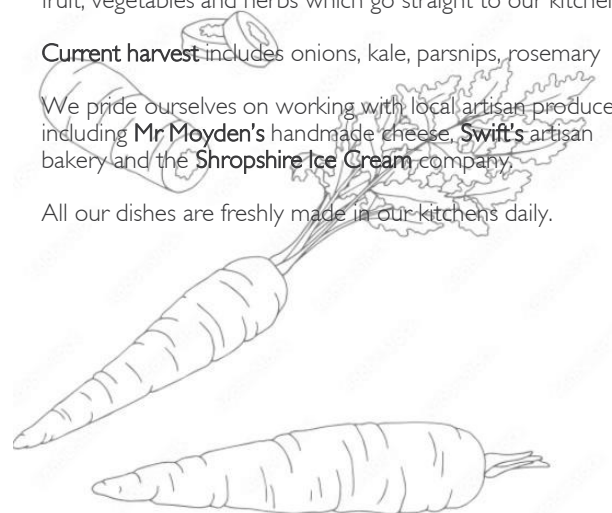 fruit, vegetables and herbs which go straight to our kitchen
Current harvest includes onions, kale, parsnips, rosemary
We pride ourselves on working with local artisan produce
including Mr Moyden's handmade cheese, Swift's artisan
bakery and the Shropshire Ice Cream company.
All our dishes are freshly made in our kitchens daily.